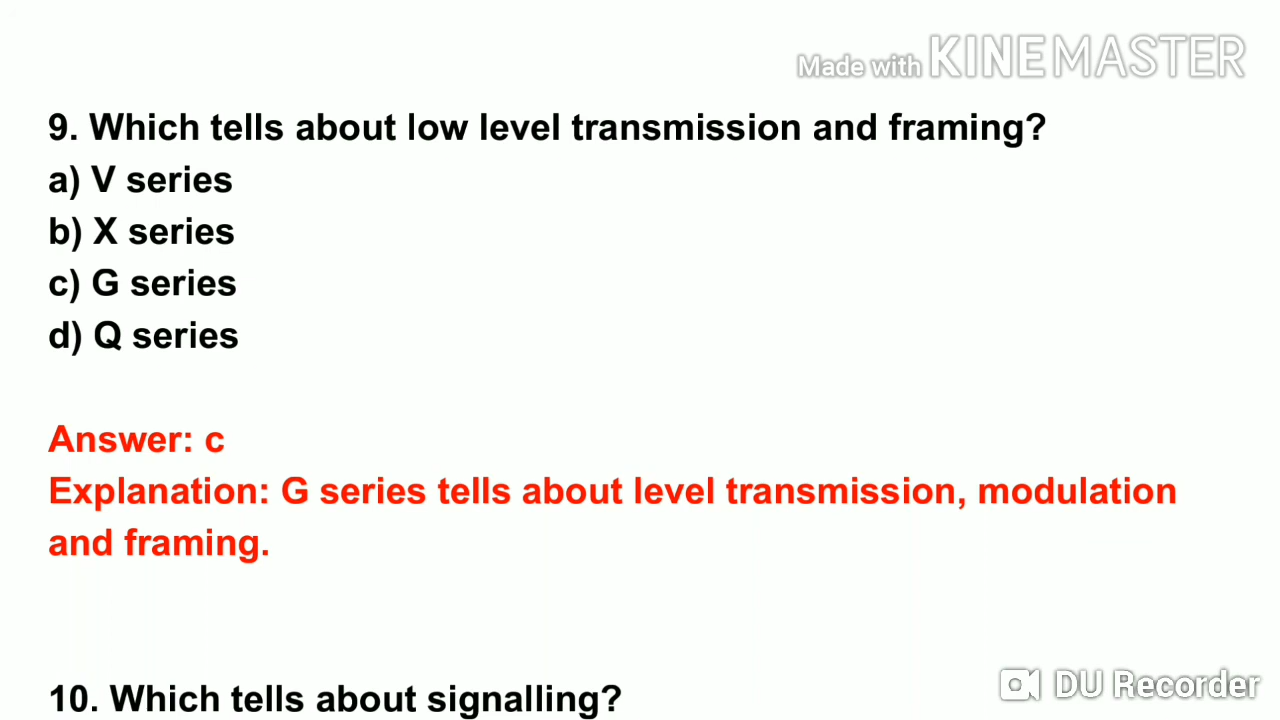 Made with KINEMASTER
9. Which tells about low level transmission and framing?
a) V series
b) X series
c) G series
d) Q series
Answer: c
Explanation: G series tells about level transmission, modulation
and framing.
10. Which tells about signalling?
DU Recorder